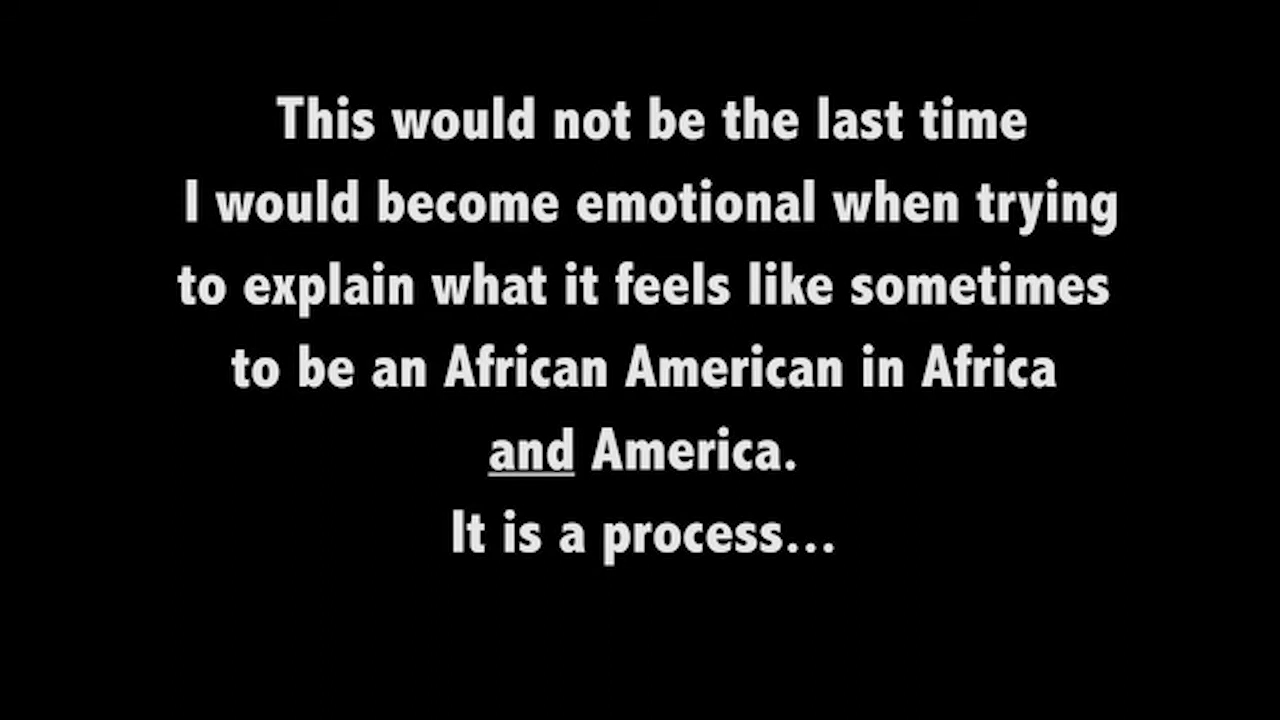 This would not be the last time
I would become emotional when trying
to explain what it feels like sometimes
to be an African American in Africa
and America.
It is a process...